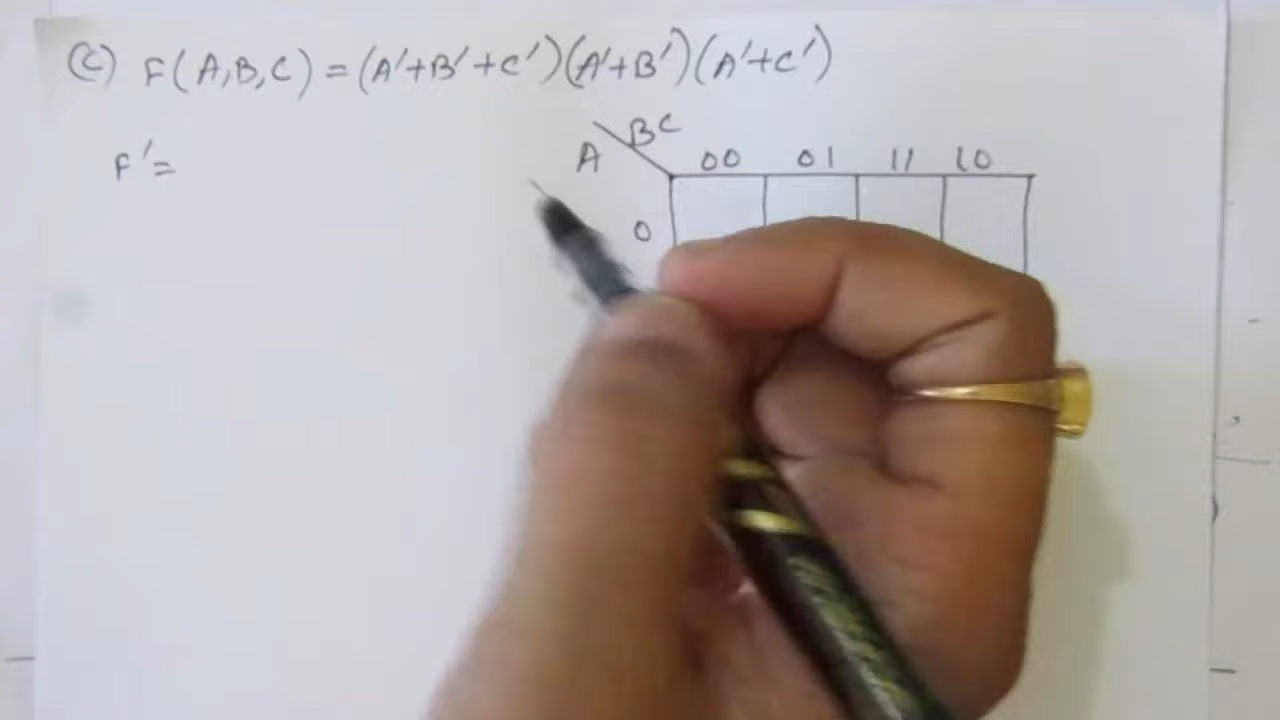 (C) F(A,B,C) = (A'+B'+C')(A'+B')(A'+C')
F' =
A BC 00 01 11 10
0